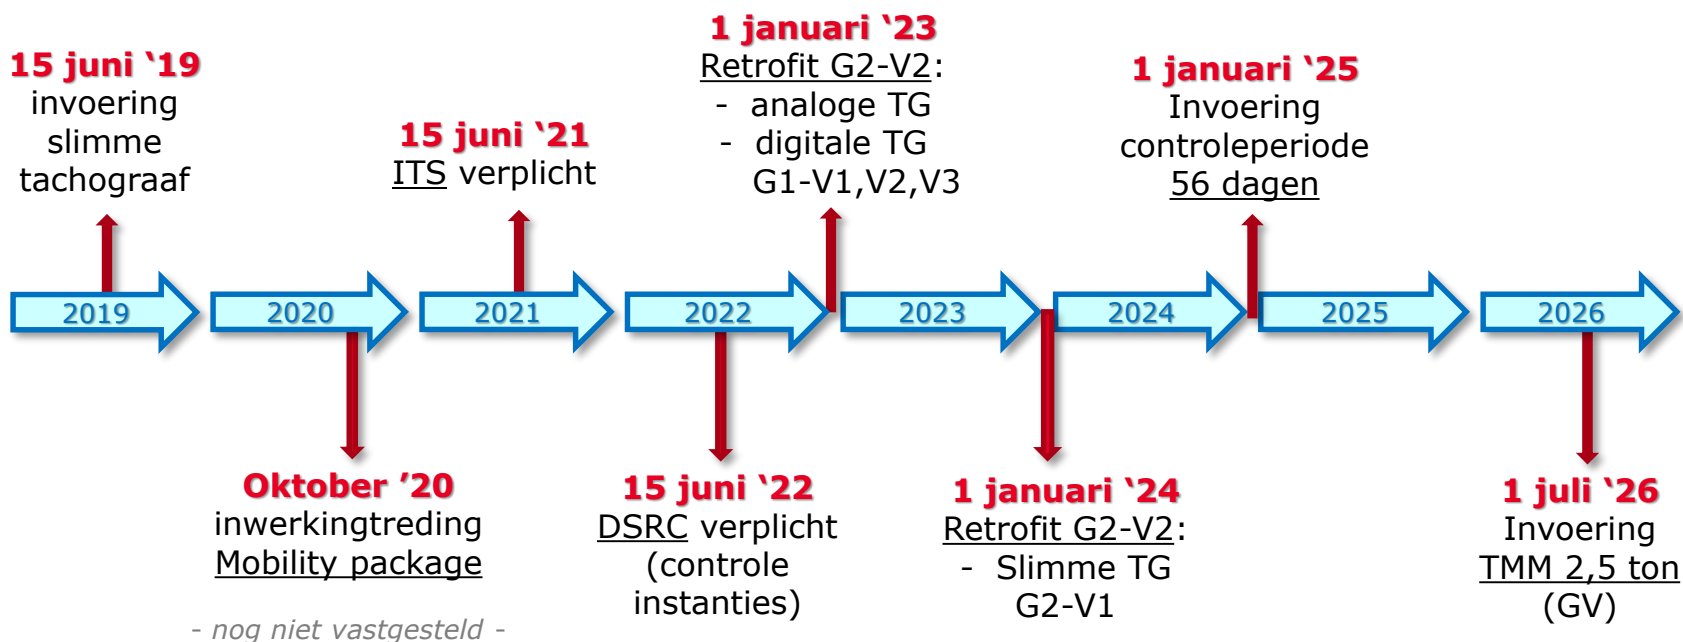 15 juni ‘19
invoering
slimme
tachograaf
15 juni ‘21
ITS verplicht
1 januari ‘23
Retrofit G2-V2:
- analoge TG
- digitale TG
G1-V1,V2,V3
1 januari ‘25
Invoering
controleperiode
56 dagen
2019
2020
2021
2022
2023
2024
2025
2026
Oktober ’20
inwerkingtreding
Mobility package
- nog niet vastgesteld -
15 juni ‘22
DSRC verplicht
(controle
instanties)
1 januari ‘24
Retrofit G2-V2:
- Slimme TG
G2-V1
1 juli ‘26
Invoering
TMM 2,5 ton
(GV)